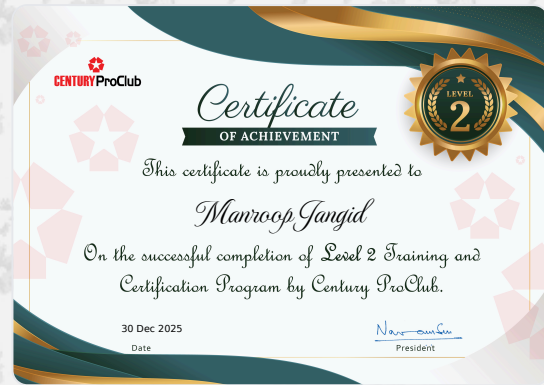 CENTURY ProClub
LEVEL
2
Certificate
OF ACHIEVEMENT
This certificate is proudly presented to
Manroop Jangid
On the successful completion of Level 2 Training and
Certification Program by Century ProClub.
30 Dec 2025
Date
President